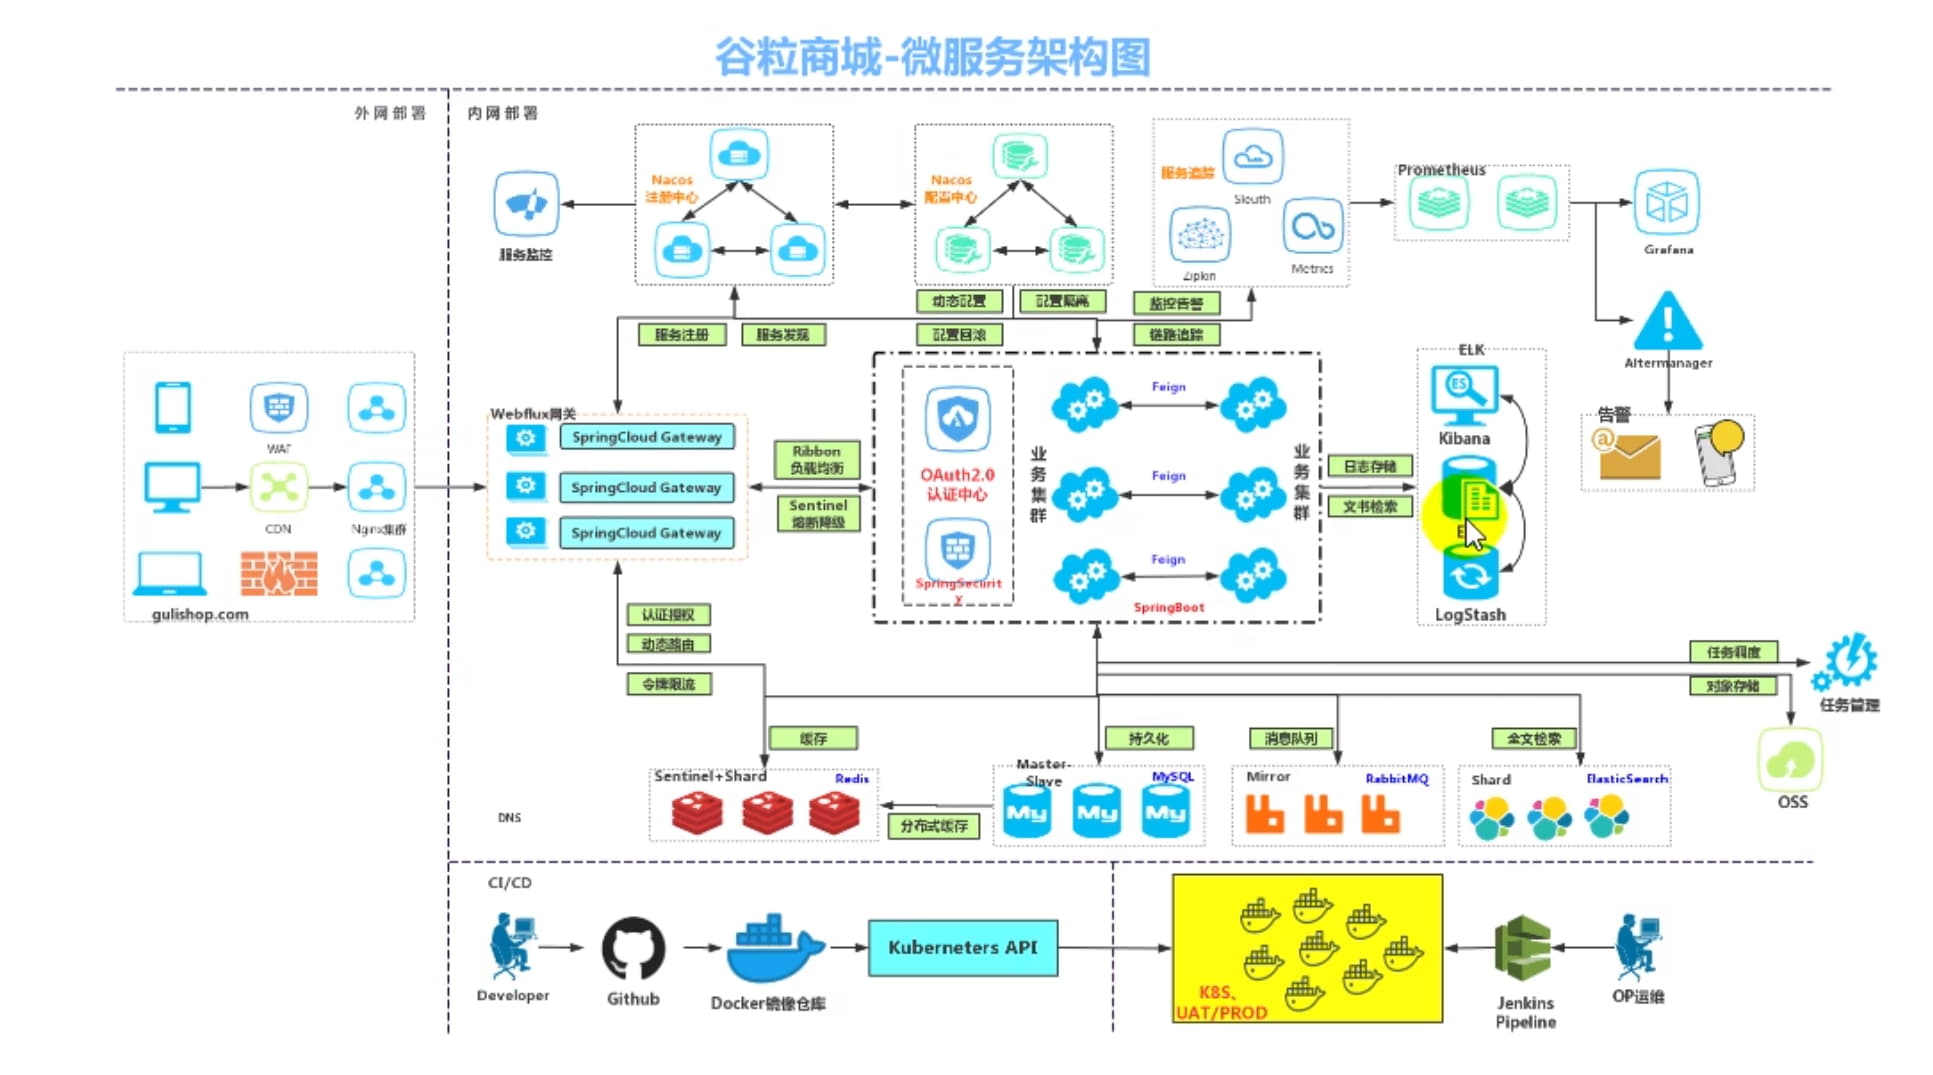 谷粒商城-微服务架构图
外网部署
内网部署
Nacos
注册中心
Nacos
配置中心
服务追踪
Sleuth
Zipkin
Metrics
Prometheus
Grafana
服务监控
动态配置
配置隔离
监控告警
服务注册
服务发现
配置回滚
链路追踪
Altermanager
告警
ELK
Kibana
LogStash
WAF
CDN
Nginx集群
gulishop.com
Webflux网关
SpringCloud Gateway
SpringCloud Gateway
SpringCloud Gateway
Ribbon
负载均衡
Sentinel
熔断降级
OAuth2.0
认证中心
SpringSecurit
y
业务集群
Feign
Feign
Feign
SpringBoot
业务集群
日志存储
文书检索
认证授权
动态路由
令牌限流
任务调度
对象存储
任务管理
OSS
缓存
持久化
消息队列
全文检索
Sentinel+Shard
Redis
Master-
Slave
MySQL
Mirror
RabbitMQ
Shard
ElasticSearch
My
My
My
分布式缓存
DNS
CI/CD
Developer
Github
Docker镜像仓库
Kuberneters API
K8S、
UAT/PROD
Jenkins
Pipeline
OP运维